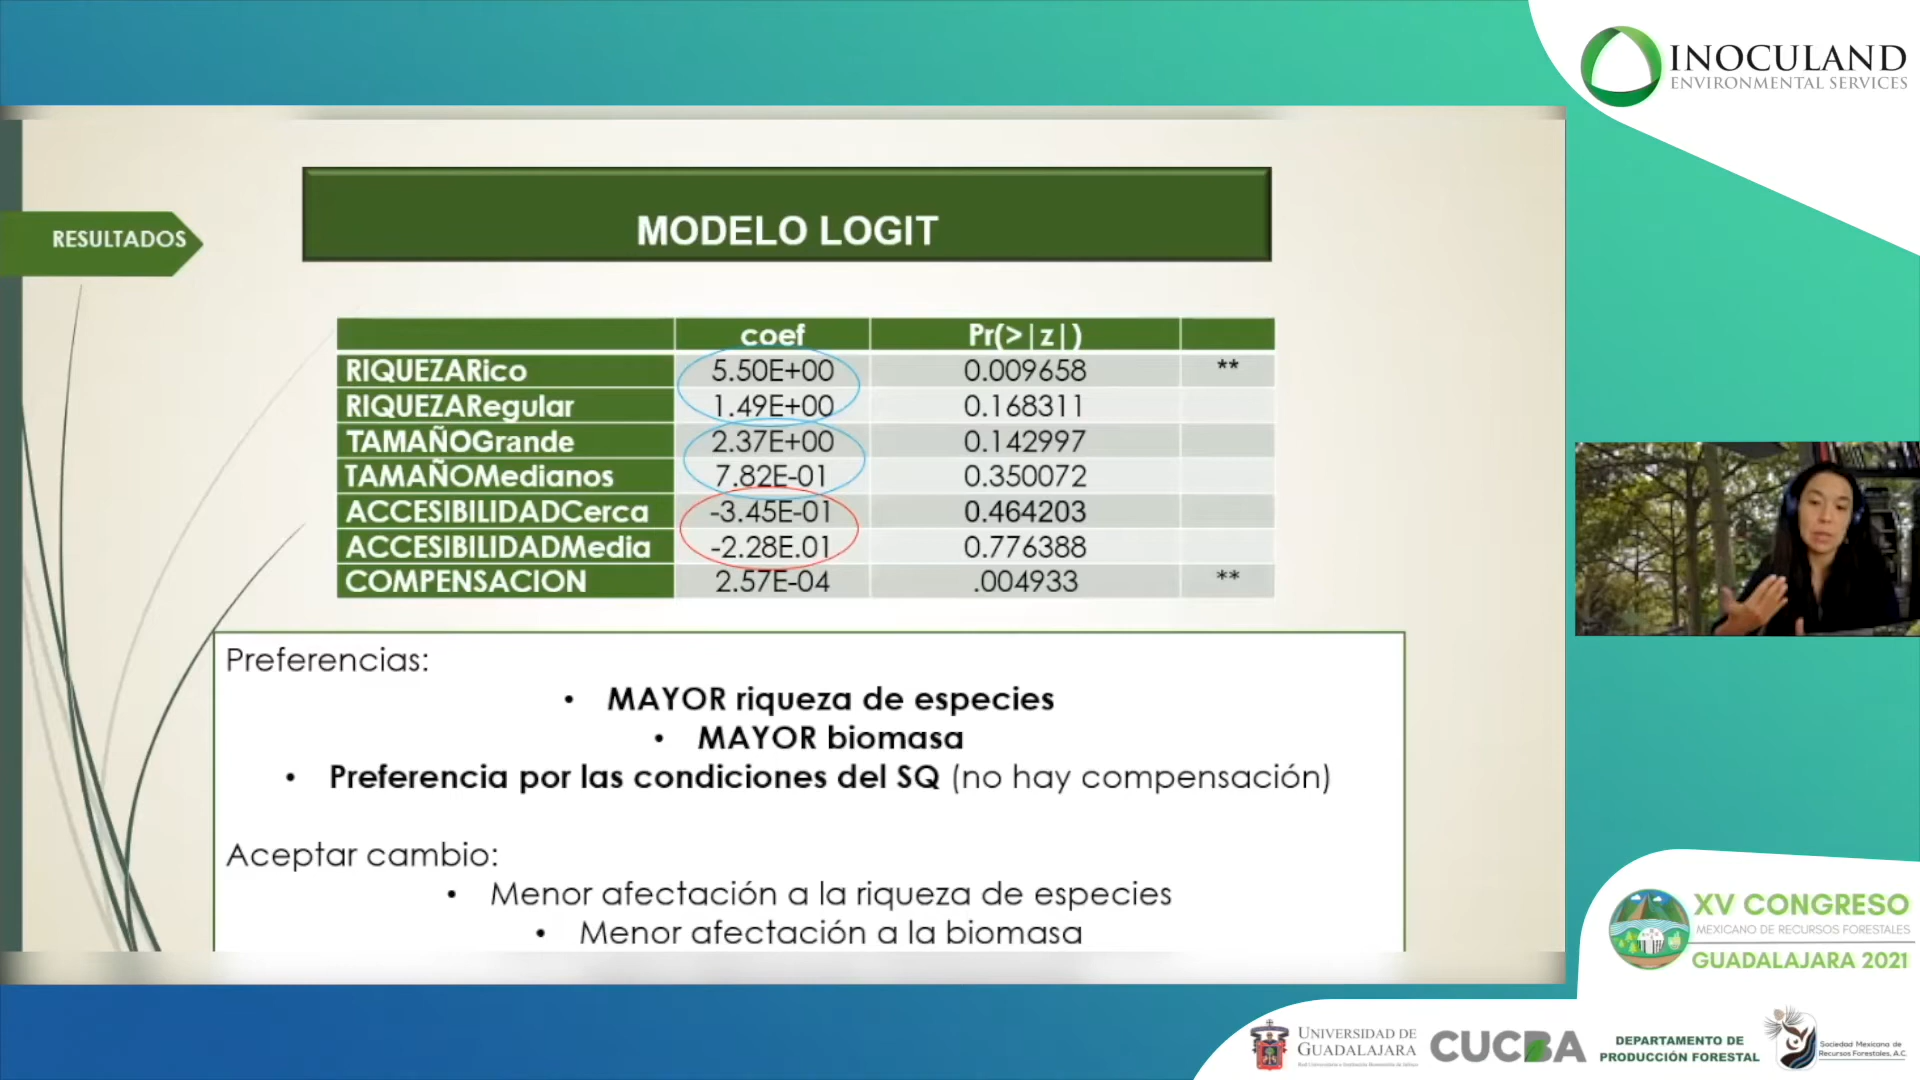 INOCULAND
ENVIRONMENTAL SERVICES
RESULTADOS
MODELO LOGIT
coef Pr(>|z|)
RIQUEZARico 5.50E+00 0.009658 **
RIQUEZARegular 1.49E+00 0.168311
TAMAÑOGrande 2.37E+00 0.142997
TAMAÑOMedianos 7.82E-01 0.350072
ACCESIBILIDADCerca -3.45E-01 0.464203
ACCESIBILIDADMedia -2.28E.01 0.776388
COMPENSACION 2.57E-04 .004933 **
Preferencias:
• MAYOR riqueza de especies
• MAYOR biomasa
• Preferencia por las condiciones del SQ (no hay compensación)
Aceptar cambio:
• Menor afectación a la riqueza de especies
• Menor afectación a la biomasa
XV CONGRESO
MEXICANO DE RECURSOS FORESTALES
GUADALAJARA 2021
UNIVERSIDAD DE
GUADALAJARA
CUCBA
DEPARTAMENTO DE
PRODUCCIÓN FORESTAL
Sociedad Mexicana de
Recursos Forestales, A.C.